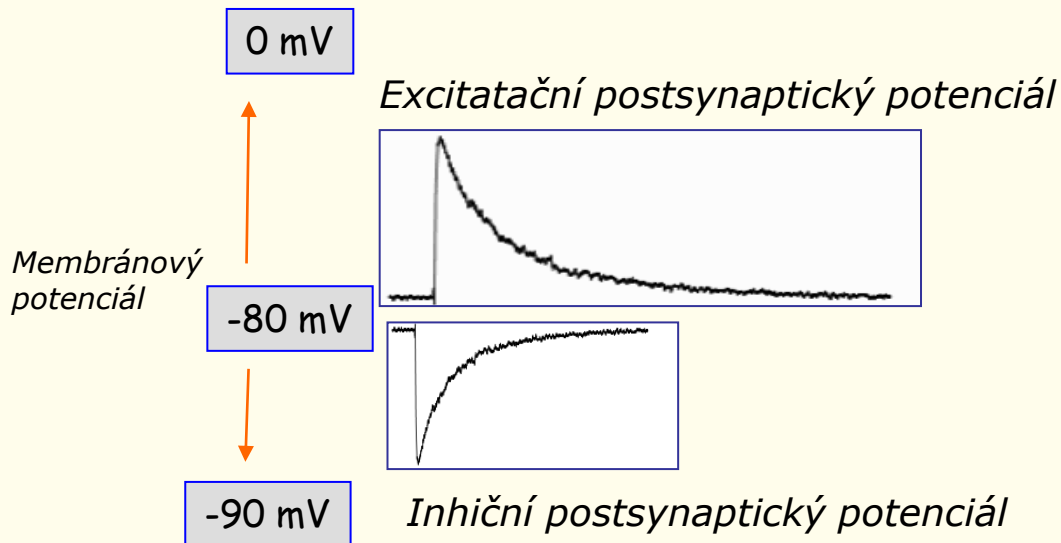 0 mV
Excitatační postsynaptický potenciál
Membránový
potenciál
-80 mV
-90 mV
Inhiční postsynaptický potenciál